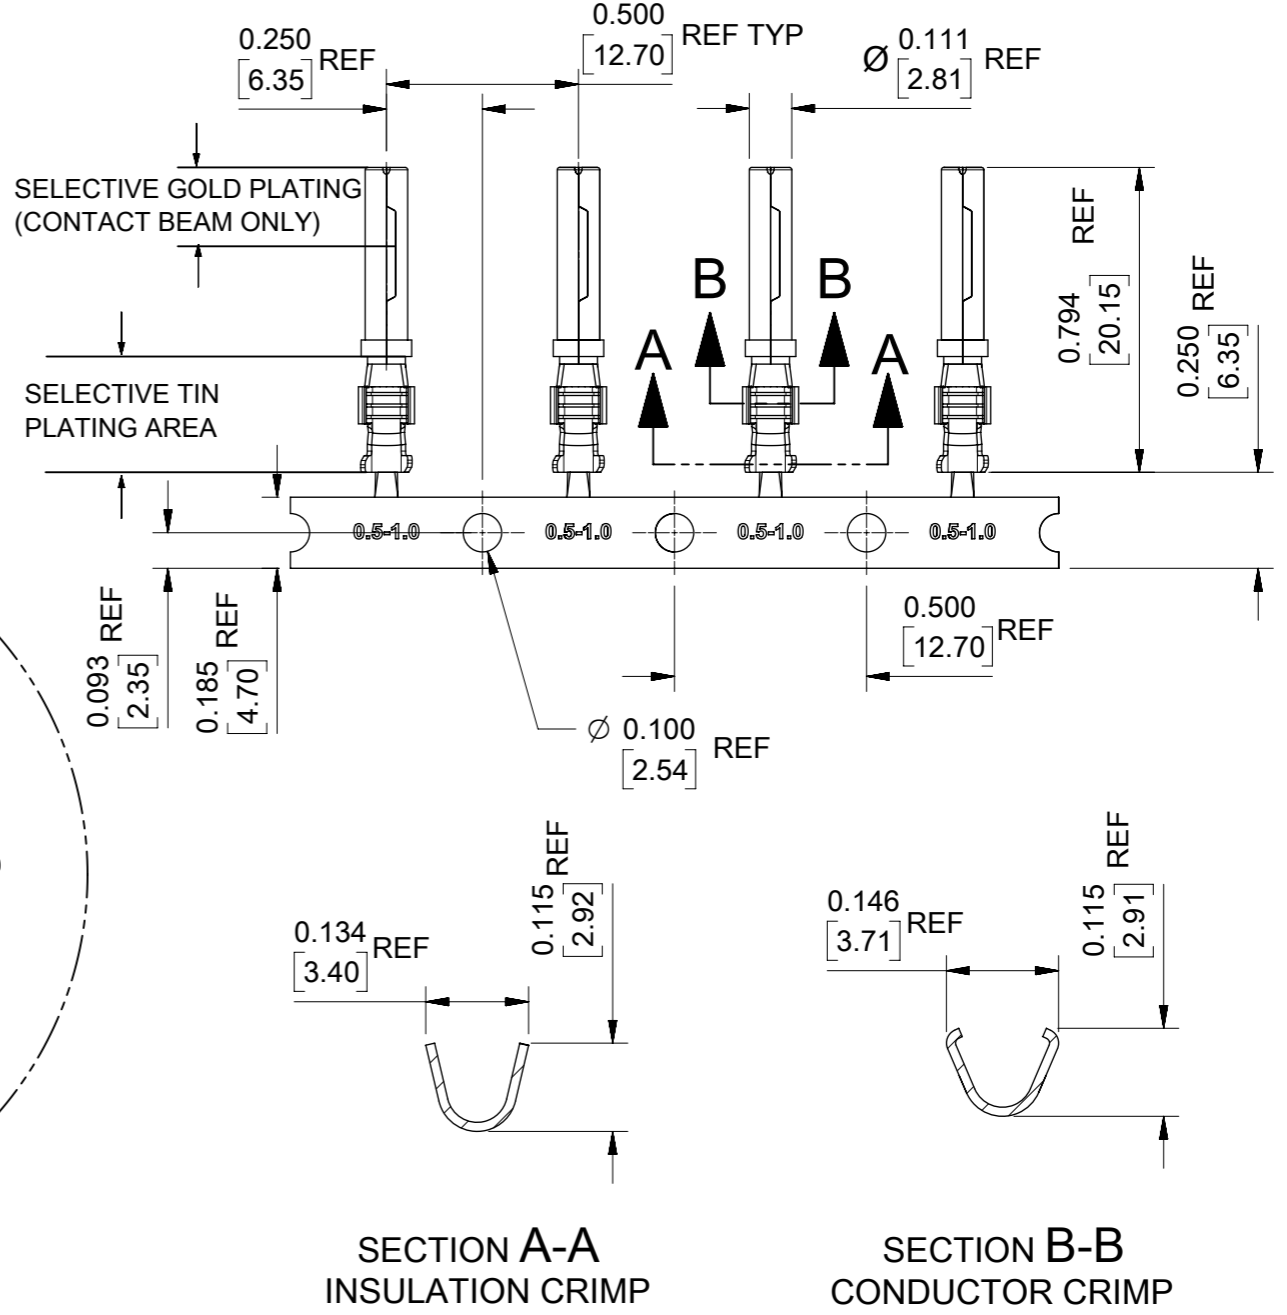 0.500
[12.70] REF TYP
0.250
[6.35] REF
Ø 0.111
[2.81] REF
SELECTIVE GOLD PLATING
(CONTACT BEAM ONLY)
B B
A A
0.794
[20.15] REF
0.250
[6.35] REF
SELECTIVE TIN
PLATING AREA
0.5-1.0 0.5-1.0 0.5-1.0 0.5-1.0
0.093
[2.35] REF
0.185
[4.70] REF
0.500
[12.70] REF
Ø 0.100
[2.54] REF
0.134
[3.40] REF
0.115
[2.92] REF
0.146
[3.71] REF
0.115
[2.91] REF
SECTION A-A
INSULATION CRIMP
SECTION B-B
CONDUCTOR CRIMP